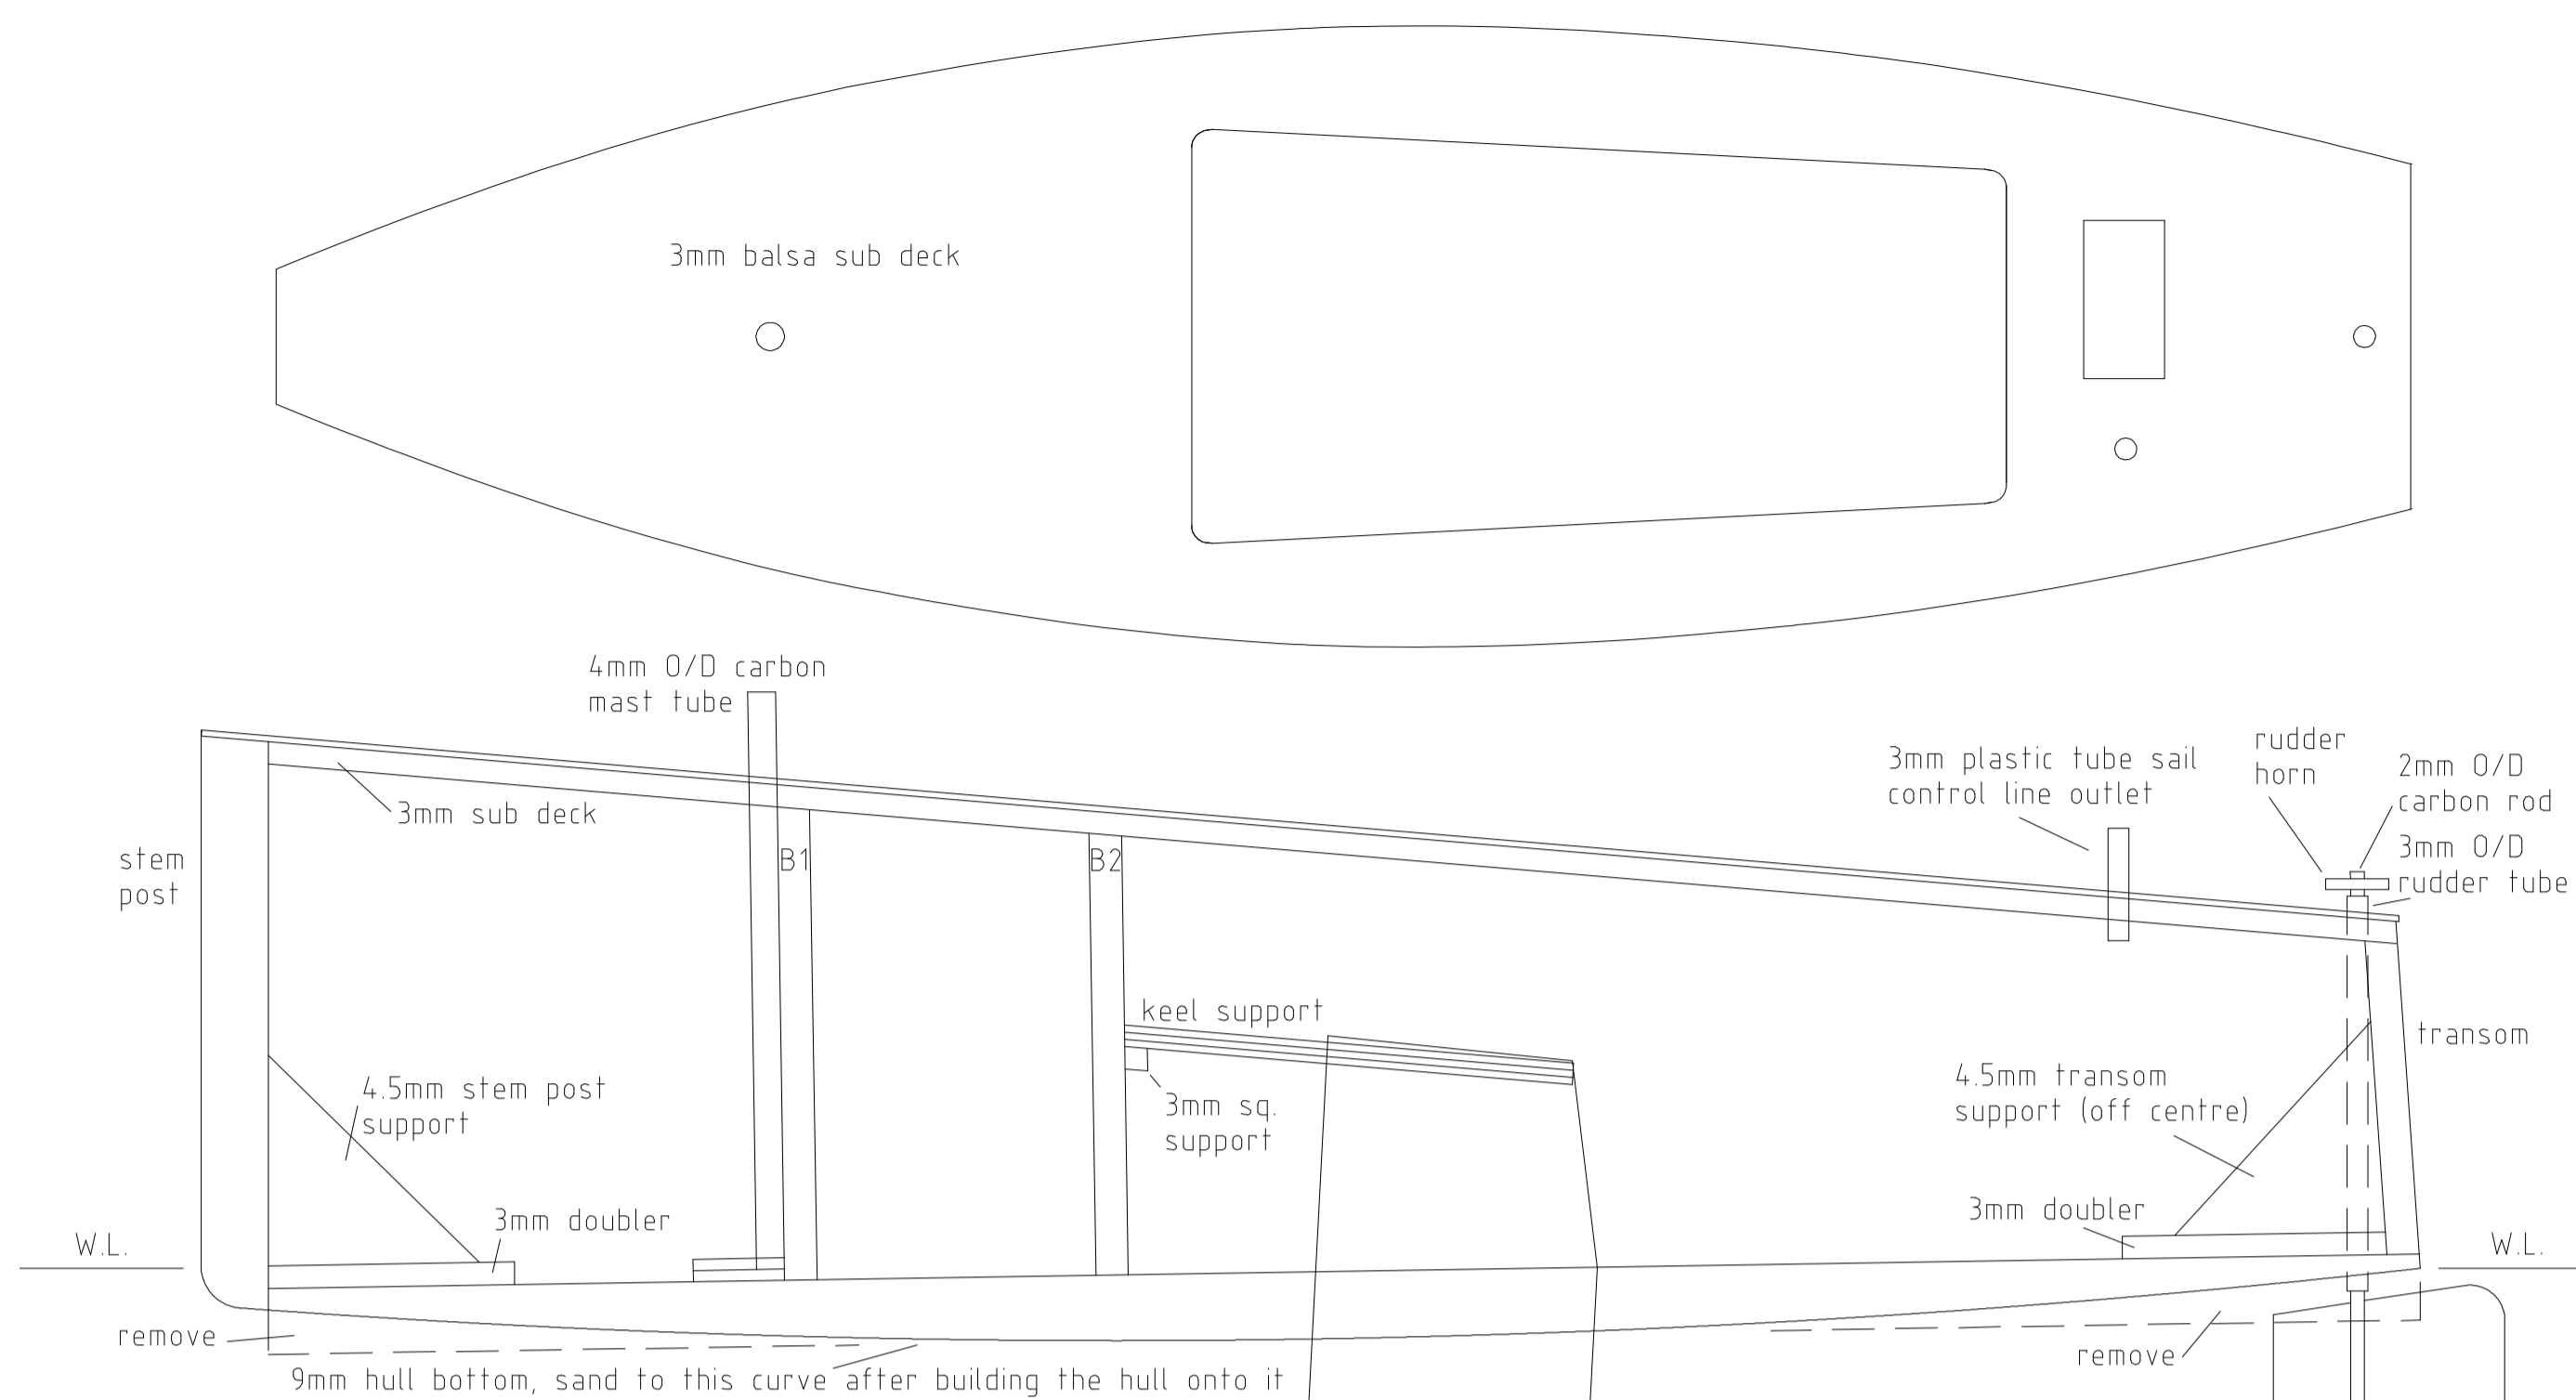 3mm balsa sub deck
4mm O/D carbon
mast tube
rudder
horn
3mm plastic tube sail
control line outlet
2mm O/D
carbon rod
3mm sub deck
3mm O/D
rudder tube
stem
post
B1
B2
keel support
transom
4.5mm stem post
support
3mm sq.
support
4.5mm transom
support (off centre)
3mm doubler
3mm doubler
W.L.
W.L.
remove
remove
9mm hull bottom, sand to this curve after building the hull onto it